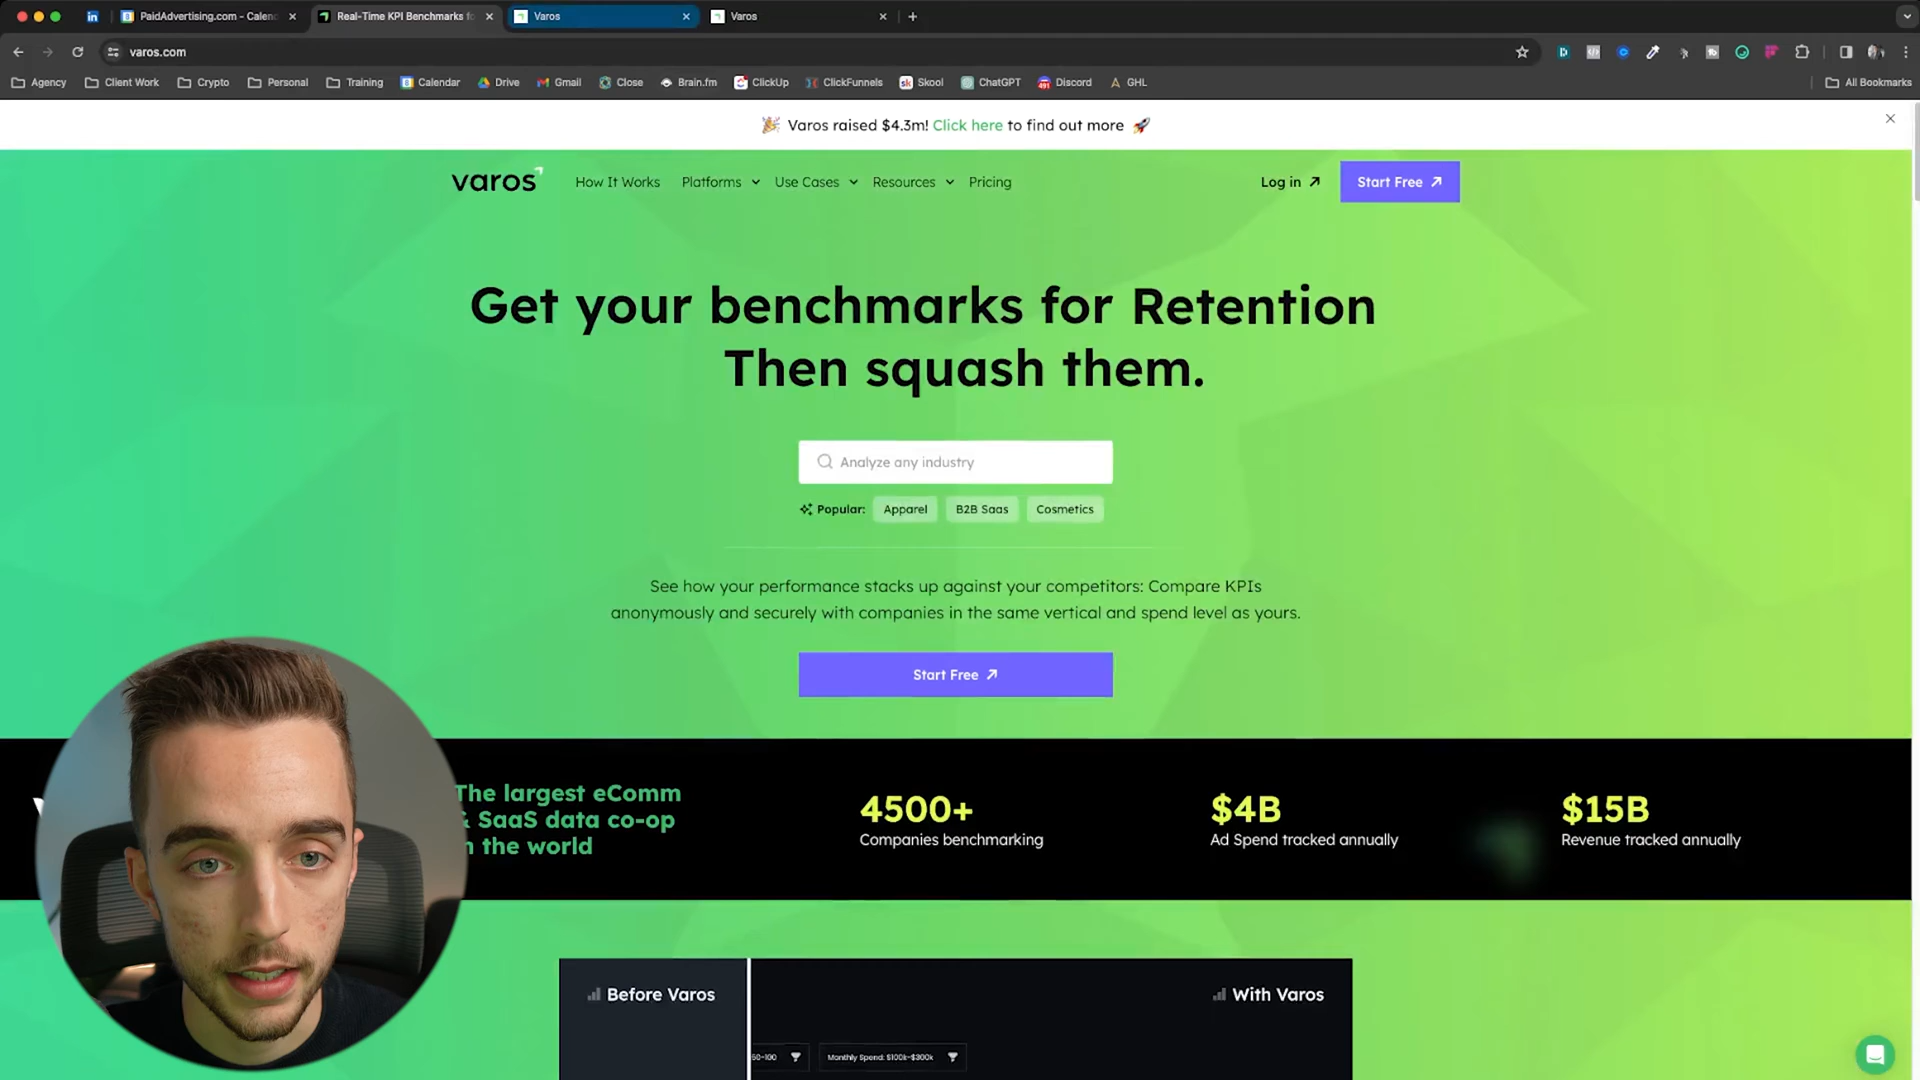 PaidAdvertising.com - Calend
Real-Time KPI Benchmarks fo
Varos
Varos
varos.com
Agency
Client Work
Crypto
Personal
Training
Calendar
Drive
Gmail
Close
Brain.fm
ClickUp
ClickFunnels
Skool
ChatGPT
Discord
GHL
All Bookmarks
Varos raised $4.3m! Click here to find out more
varos
How It Works
Platforms
Use Cases
Resources
Pricing
Log in
Start Free
Get your benchmarks for Retention
Then squash them.
Analyze any industry
Popular:
Apparel
B2B Saas
Cosmetics
See how your performance stacks up against your competitors: Compare KPIs
anonymously and securely with companies in the same vertical and spend level as yours.
Start Free
The largest eComm
& SaaS data co-op
n the world
4500+
Companies benchmarking
$4B
Ad Spend tracked annually
$15B
Revenue tracked annually
Before Varos
With Varos
Monthly Spend: $100k-$300k